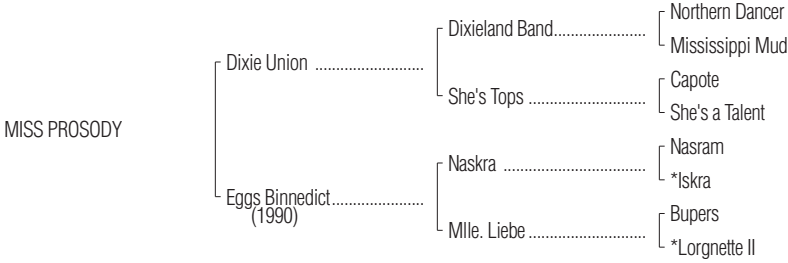 Northern Dancer
Dixieland Band......................
Mississippi Mud
Dixie Union ..........................
Capote
She's Tops ............................
She's a Talent
MISS PROSODY
Nasram
Naskra ..................................
*Iskra
Eggs Binnedict......................
(1990)
Bupers
Mlle. Liebe ............................
*Lorgnette II